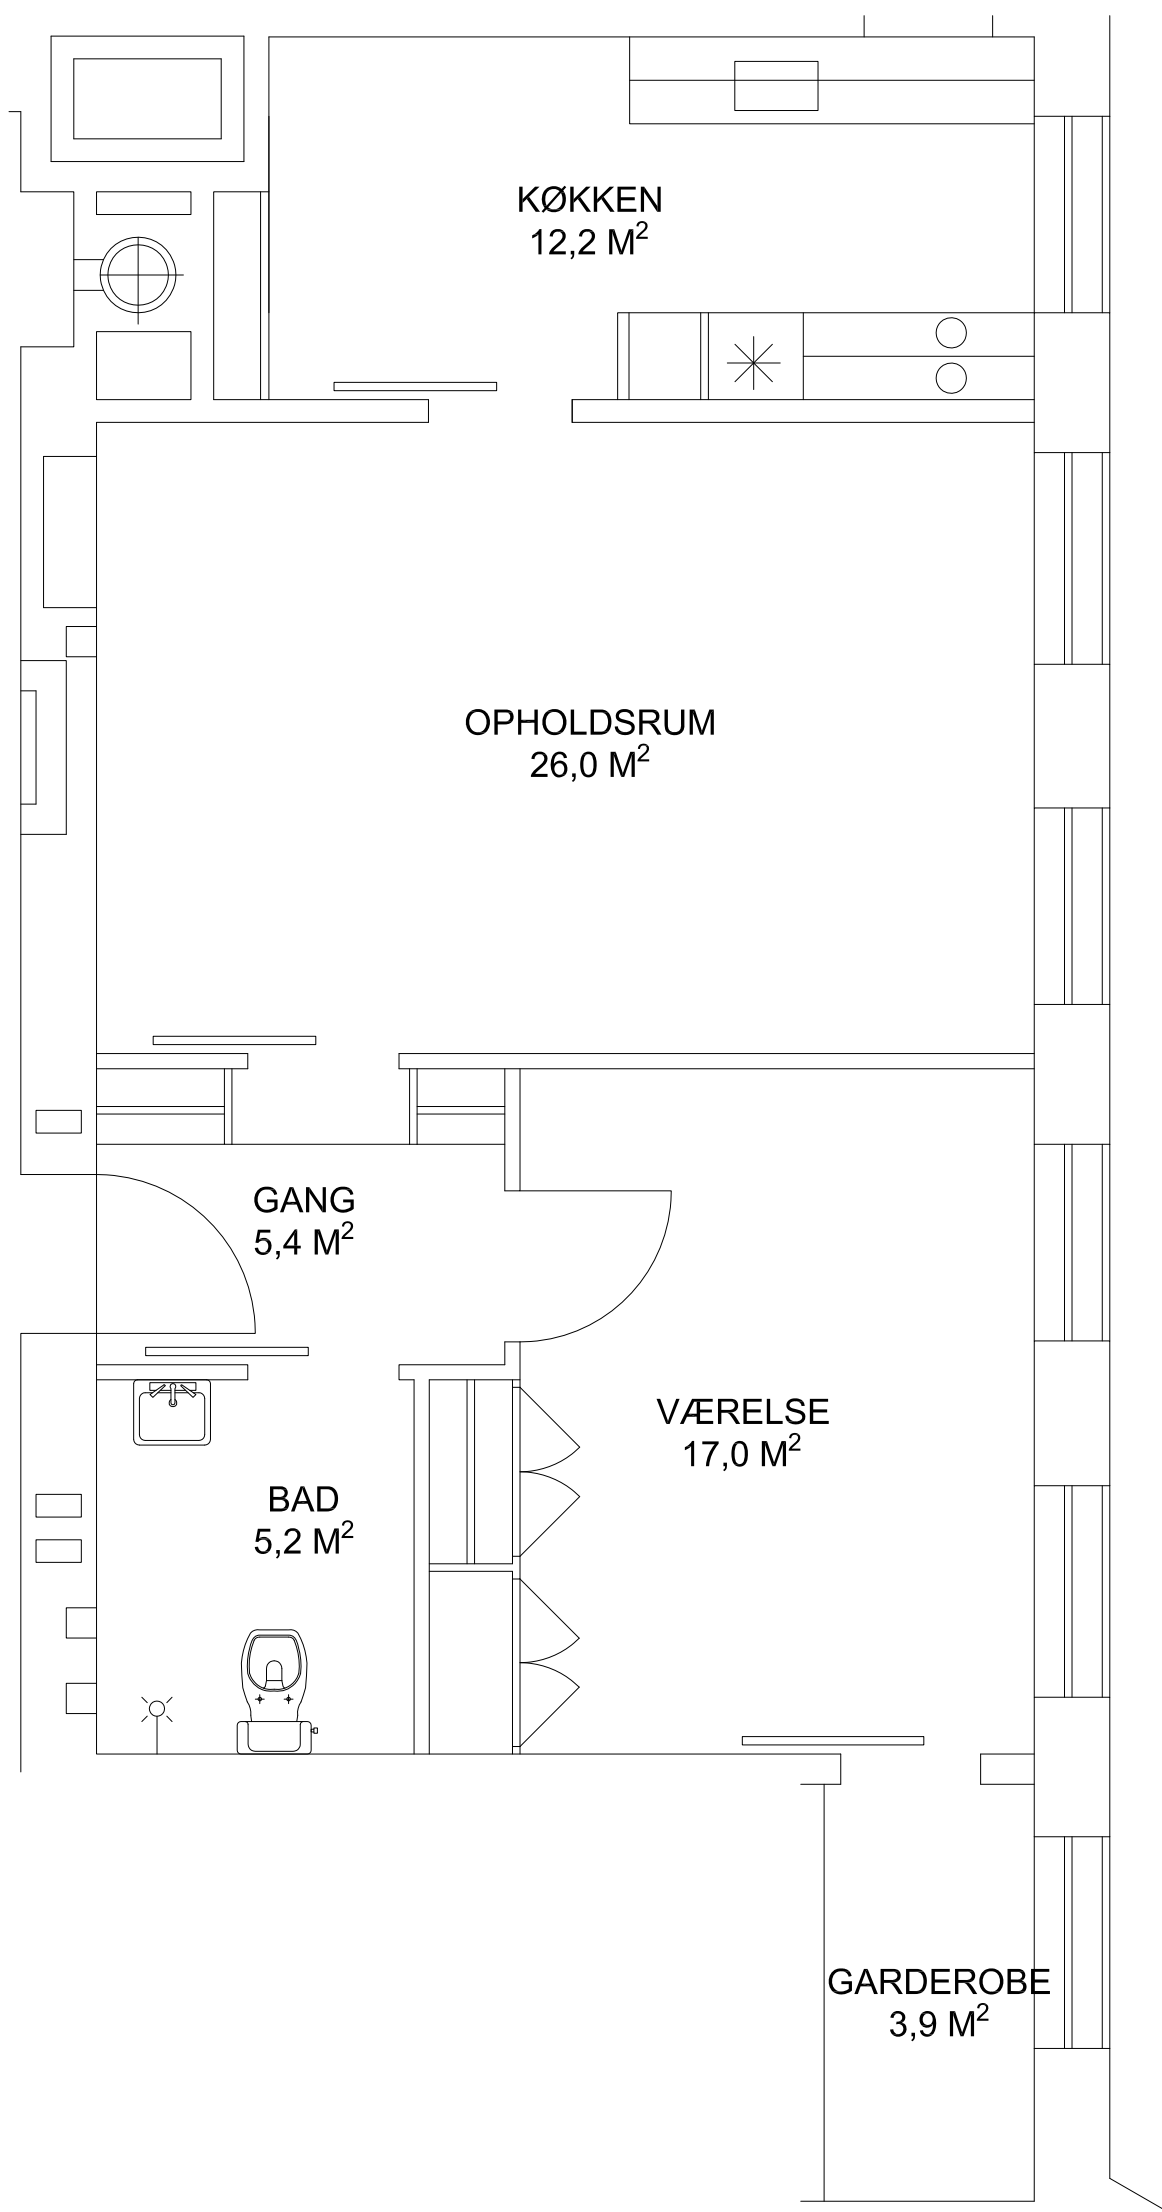 KØKKEN
12,2 M²
OPHOLDSRUM
26,0 M²
GANG
5,4 M²
VÆRELSE
17,0 M²
BAD
5,2 M²
GARDEROBE
3,9 M²